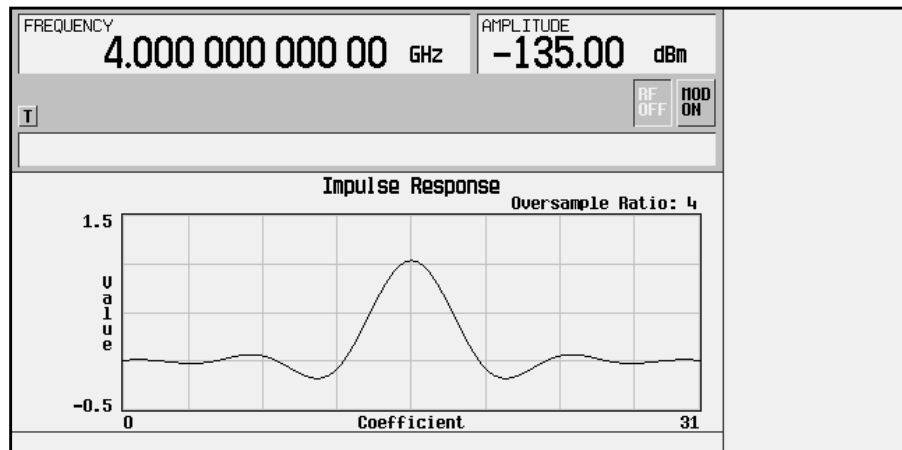 FREQUENCY
4.000 000 000 00 GHz
AMPLITUDE
-135.00 dBm
RF
OFF
MOD
ON
T
Impulse Response
Oversample Ratio: 4
1.5
Value
-0.5
0
Coefficient
31